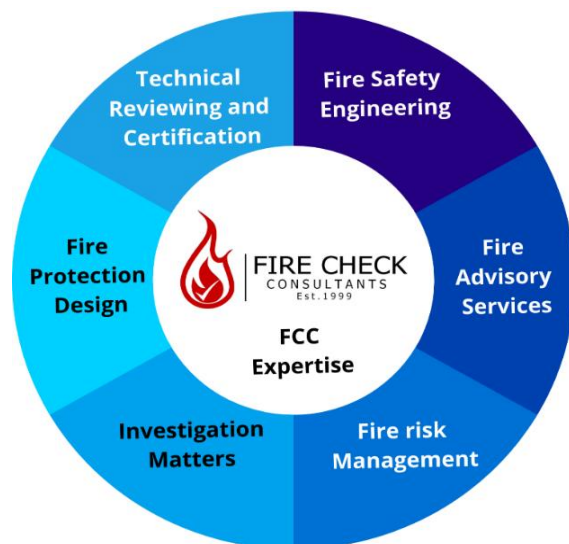 Technical
Reviewing and
Certification
Fire Safety
Engineering
Fire
Protection
Design
FIRE CHECK
CONSULTANTS
Est.1999
FCC
Expertise
Fire
Advisory
Services
Investigation
Matters
Fire risk
Management